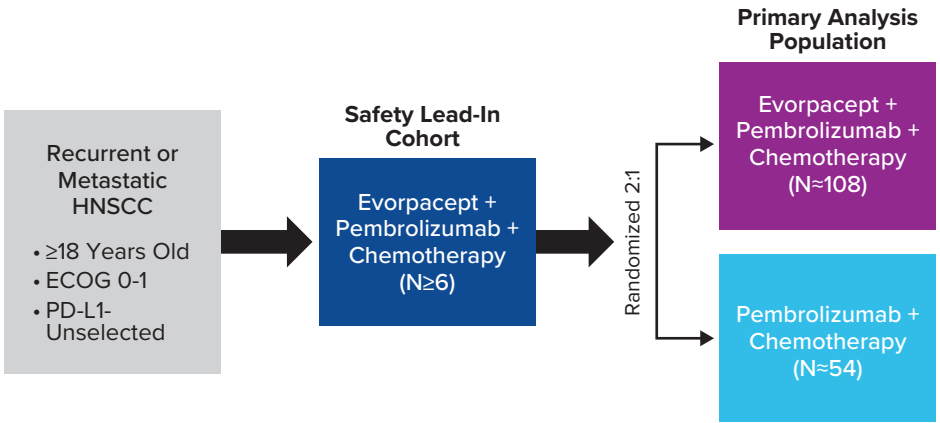 Recurrent or
Metastatic
HNSCC
• ≥18 Years Old
• ECOG 0-1
• PD-L1-
Unselected
Safety Lead-In
Cohort
Evorpacept +
Pembrolizumab +
Chemotherapy
(N≥6)
Randomized 2:1
Primary Analysis
Population
Evorpacept +
Pembrolizumab +
Chemotherapy
(N≈108)
Pembrolizumab +
Chemotherapy
(N≈54)